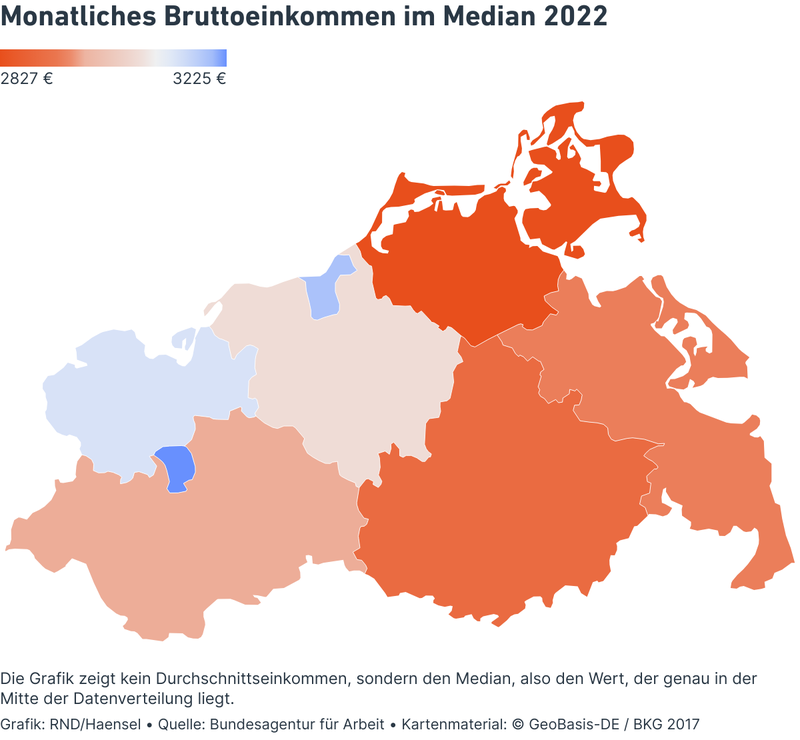 Monatliches Bruttoeinkommen im Median 2022
2827 € 3225 €
Die Grafik zeigt kein Durchschnittseinkommen, sondern den Median, also den Wert, der genau in der
Mitte der Datenverteilung liegt.
Grafik: RND/Haensel • Quelle: Bundesagentur für Arbeit • Kartenmaterial: © GeoBasis-DE / BKG 2017